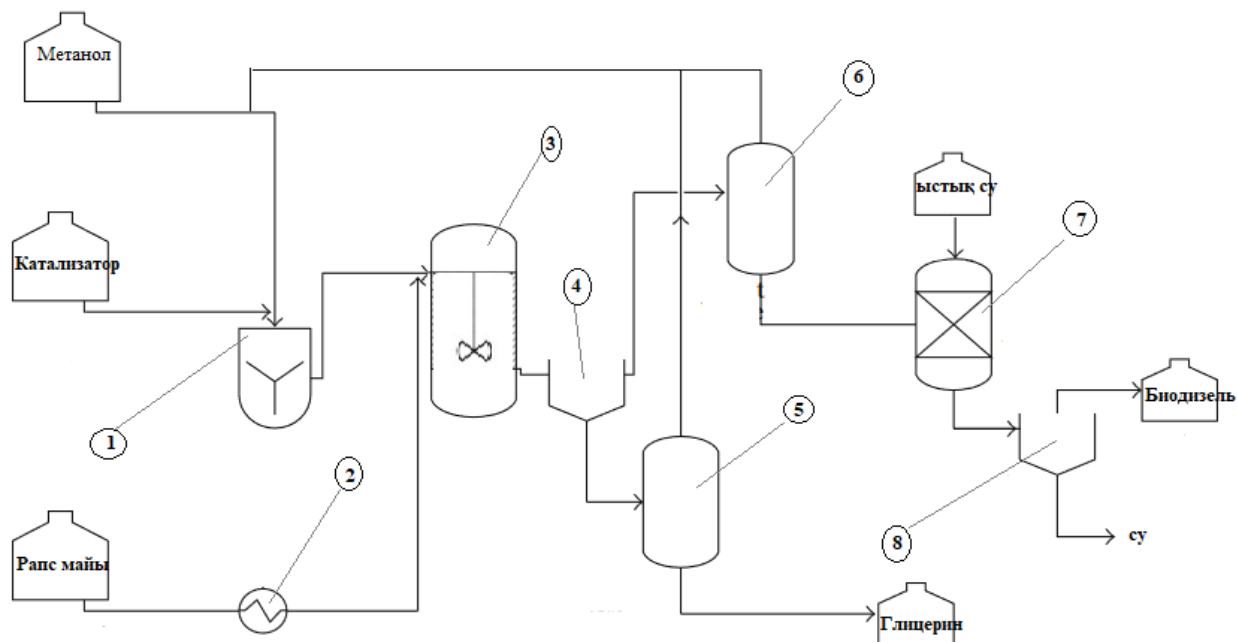 Метанол
6
3
ыстық су
7
Катализатор
4
t
1
5
Биодизель
2
8
су
Рапс майы
Глицерин